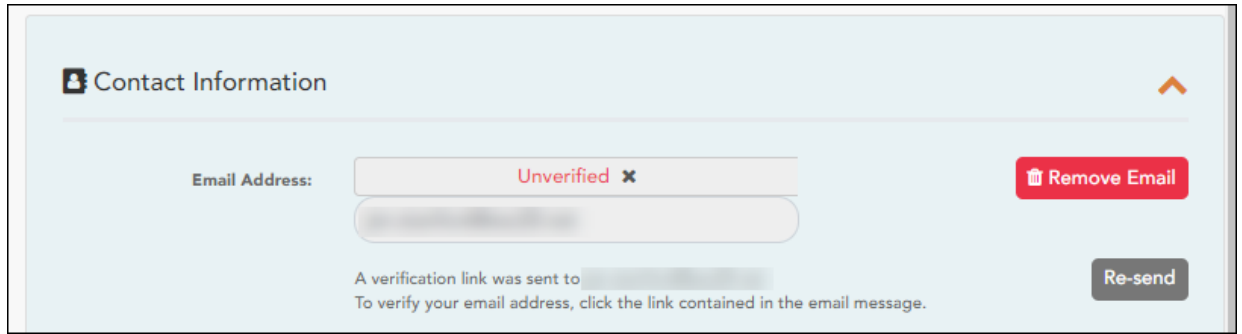 Contact Information
Email Address:
Unverified ✖
Remove Email
A verification link was sent to
Re-send
To verify your email address, click the link contained in the email message.